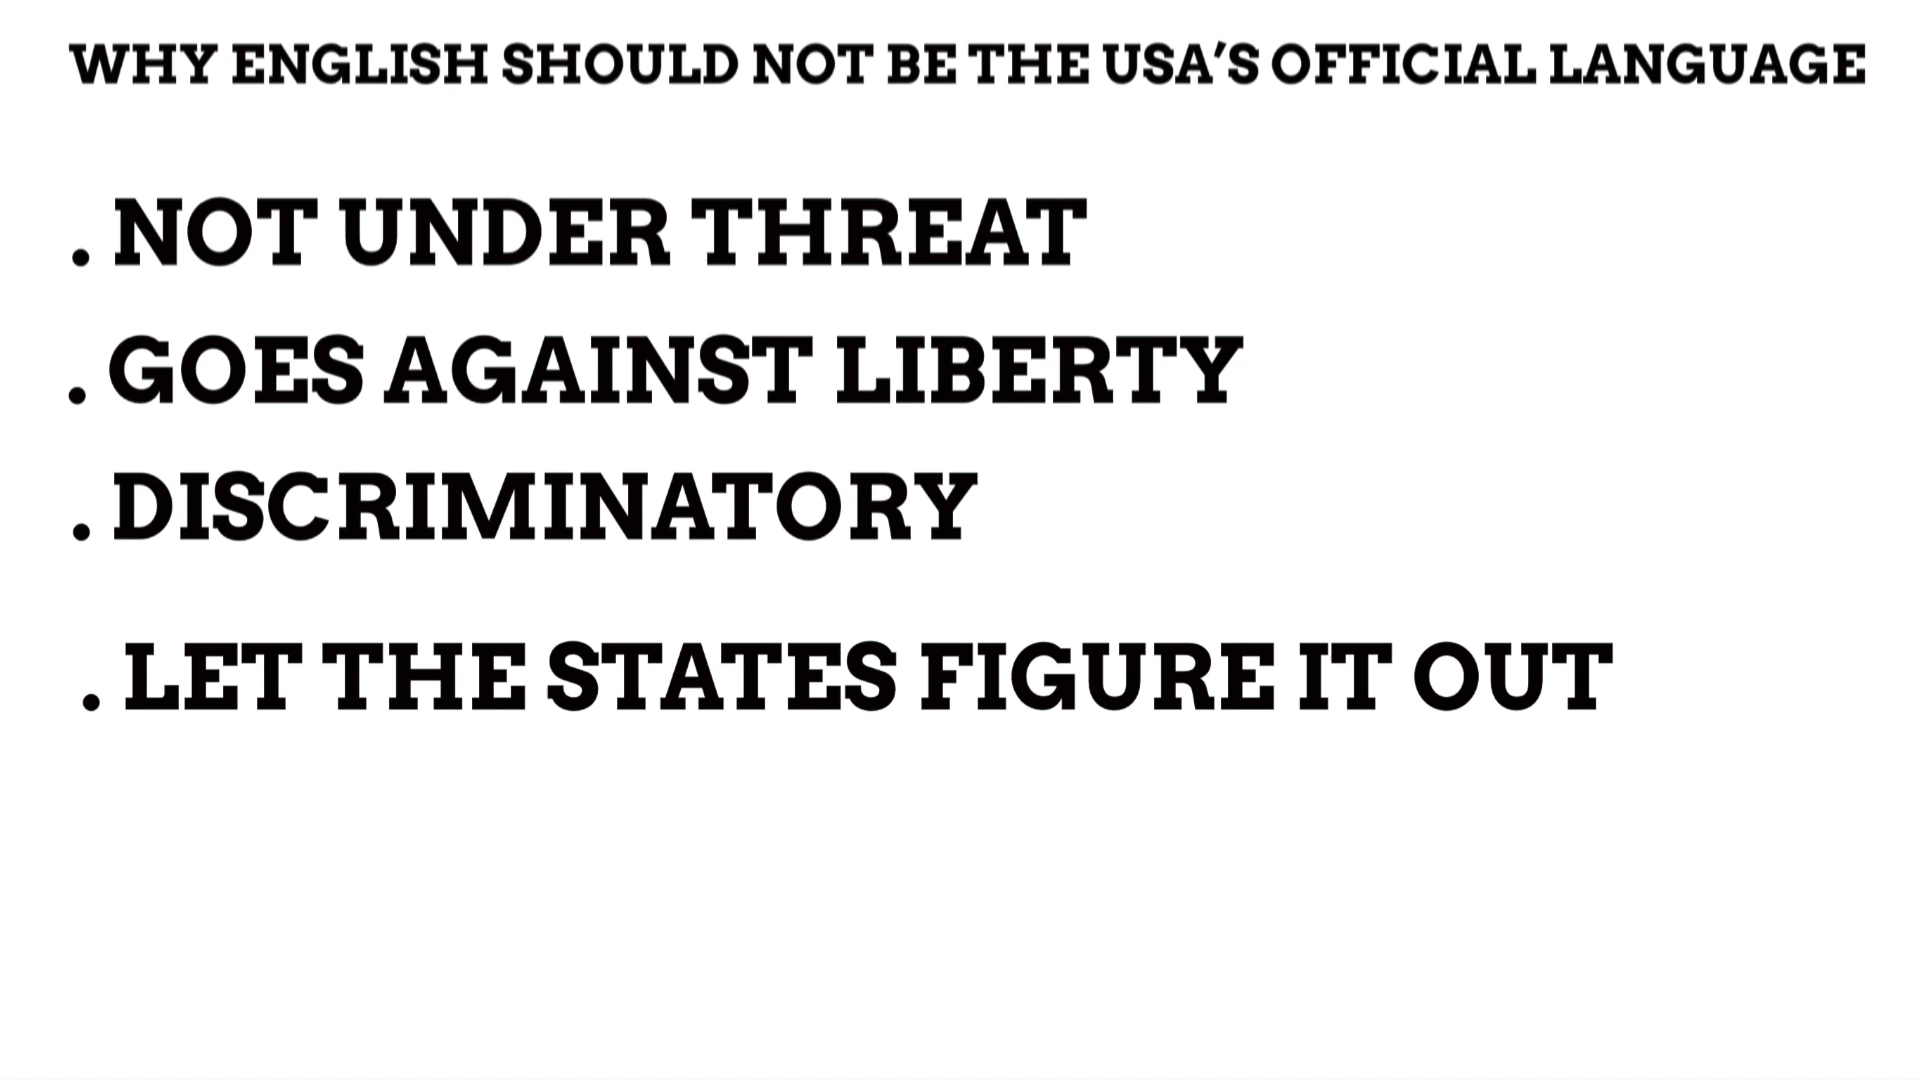 WHY ENGLISH SHOULD NOT BE THE USA’S OFFICIAL LANGUAGE
. NOT UNDER THREAT
. GOES AGAINST LIBERTY
. DISCRIMINATORY
. LET THE STATES FIGURE IT OUT